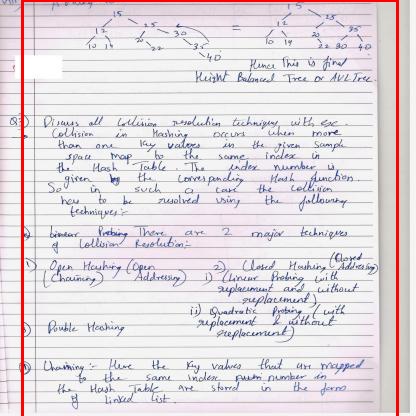 15 = 15
12 25 30 12 25
10 14 20 35 10 14 20 35
22 40 22 30 40
Hence This is final
Height Balanced Tree or AVL Tree.
Q3) Discuss all Collision resolution techniques with ex.
Collision in Hashing occurs when more
than one key values in the given sample
space map to the same index in
the Hash Table. The index number is
given by the corresponding Hash function.
So in such a case the collision
has to be resolved using the following
techniques:-
Linear Probing There are 2 major techniques
of Collision Resolution:-
1) Open Hashing (Open Addressing) (Chaining)
2) Closed Hashing (Closed Addressing)
i) (Linear Probing with
replacement and without
replacement)
ii) Quadratic Probing (with
replacement & without
replacement)
Double Hashing
Chaining:- Here the key values that are mapped
to the same index number in
the Hash Table are stored in the form
of linked list.